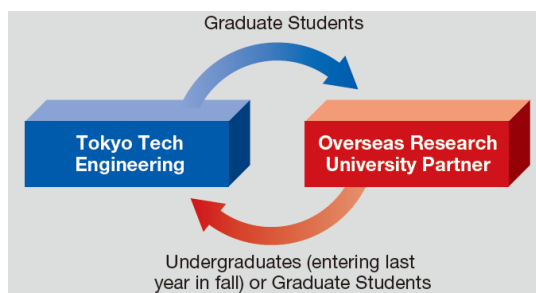 Graduate Students
Tokyo Tech
Engineering
Overseas Research
University Partner
Undergraduates (entering last
year in fall) or Graduate Students